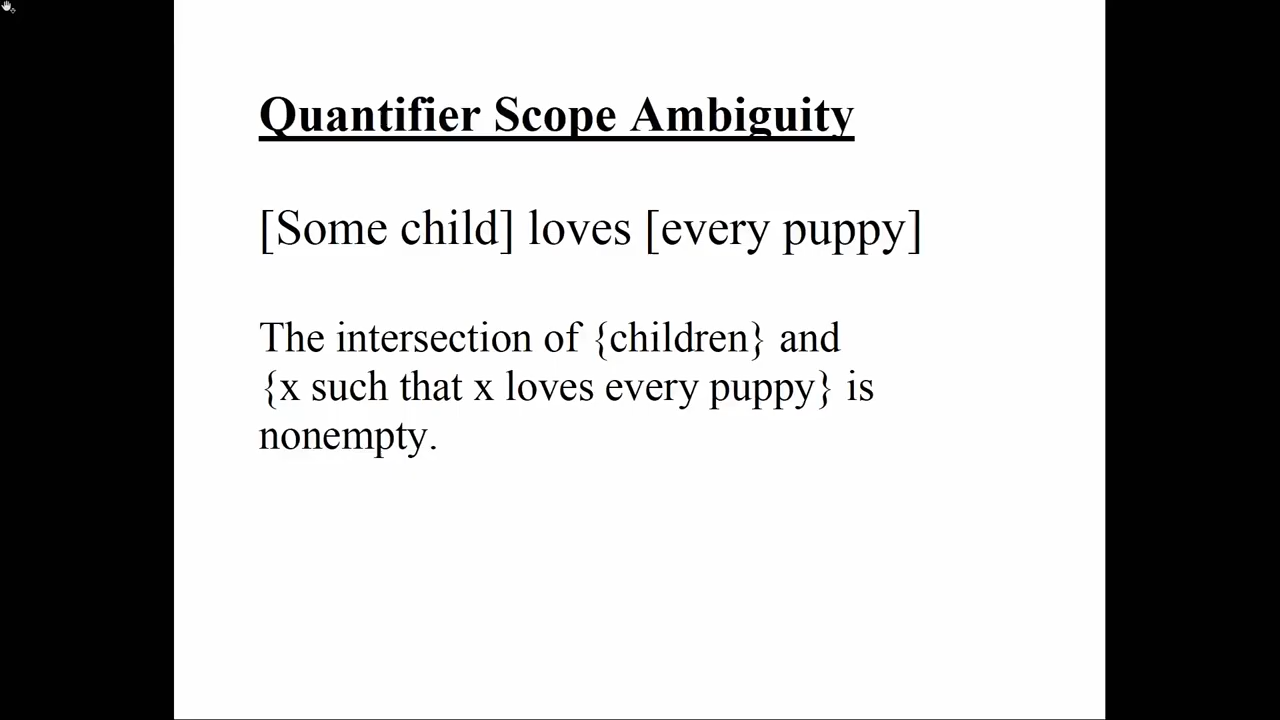 Quantifier Scope Ambiguity
[Some child] loves [every puppy]
The intersection of {children} and
{x such that x loves every puppy} is
nonempty.